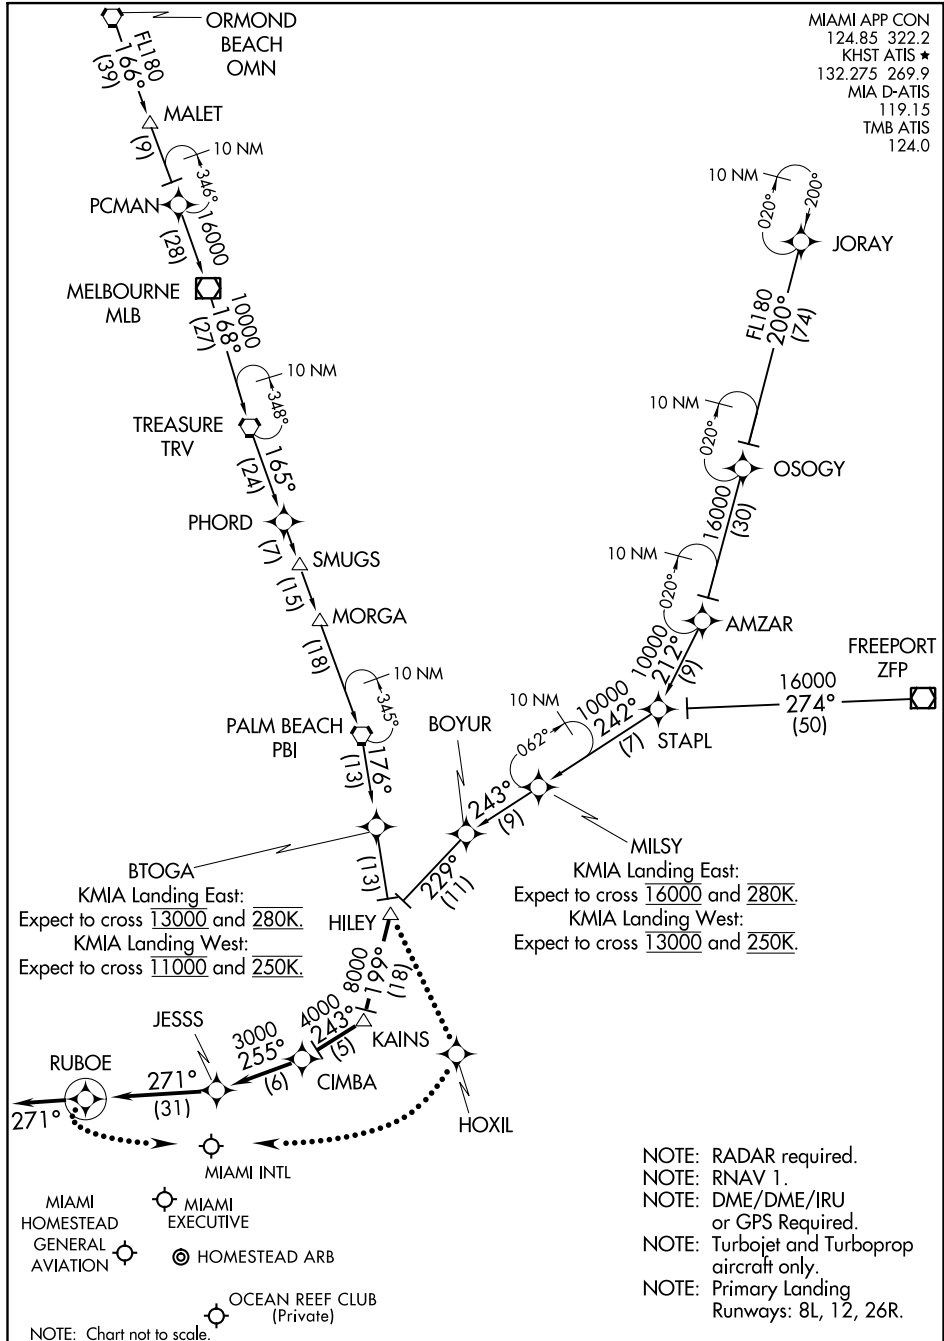 ORMOND
BEACH
OMN
MIAMI APP CON
124.85 322.2
KHST ATIS ★
132.275 269.9
MIA D-ATIS
119.15
TMB ATIS
124.0
FL180
166°
(39)
MALET
(9)
10 NM
346°
PCMAN
16000
(28)
MELBOURNE
MLB
10000
168°
(27)
10 NM
348°
TREASURE
TRV
165°
(24)
PHORD
(7)
SMUGS
(15)
MORGA
(18)
10 NM
345°
PALM BEACH
PBI
176°
(13)
10 NM
020°
200°
JORAY
FL180
200°
(74)
10 NM
020°
OSOGY
16000
(30)
10 NM
020°
AMZAR
10000
212°
(9)
FREEPORT
ZFP
16000
274°
(50)
STAPL
10000
242°
(7)
10 NM
062°
BOYUR
243°
(9)
MILSY
KMIA Landing East:
Expect to cross 16000 and 280K.
KMIA Landing West:
Expect to cross 13000 and 250K.
229°
(11)
BTOGA
KMIA Landing East:
Expect to cross 13000 and 280K.
KMIA Landing West:
Expect to cross 11000 and 250K.
(13)
HILEY
8000
199°
(18)
KAINS
4000
243°
(5)
CIMBA
3000
255°
(6)
JESSS
271°
(31)
RUBOE
271°
HOXIL
MIAMI INTL
MIAMI
EXECUTIVE
MIAMI
HOMESTEAD
GENERAL
AVIATION
HOMESTEAD ARB
OCEAN REEF CLUB
(Private)
NOTE: Chart not to scale.
NOTE: RADAR required.
NOTE: RNAV 1.
NOTE: DME/DME/IRU
or GPS Required.
NOTE: Turbojet and Turboprop
aircraft only.
NOTE: Primary Landing
Runways: 8L, 12, 26R.